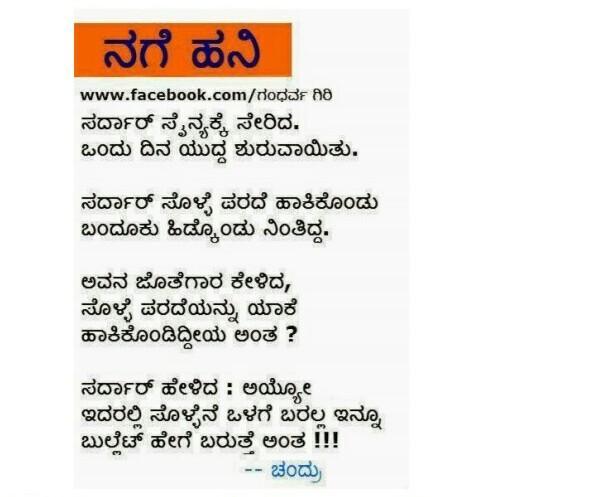 ನಗೆ ಹನಿ
www.facebook.com/ಗಂಧರ್ವ ಗಿರಿ
ಸರ್ದಾರ್ ಸೈನ್ಯಕ್ಕೆ ಸೇರಿದ.
ಒಂದು ದಿನ ಯುದ್ಧ ಶುರುವಾಯಿತು.
ಸರ್ದಾರ್ ಸೊಳ್ಳೆ ಪರದೆ ಹಾಕಿಕೊಂಡು
ಬಂದೂಕು ಹಿಡ್ಕೊಂಡು ನಿಂತಿದ್ದ.
ಅವನ ಜೊತೆಗಾರ ಕೇಳಿದ,
ಸೊಳ್ಳೆ ಪರದೆಯನ್ನು ಯಾಕೆ
ಹಾಕಿಕೊಂಡಿದ್ದೀಯ ಅಂತ ?
ಸರ್ದಾರ್ ಹೇಳಿದ : ಅಯ್ಯೋ
ಇದರಲ್ಲಿ ಸೊಳ್ಳೆನೆ ಒಳಗೆ ಬರಲ್ಲ ಇನ್ನೂ
ಬುಲ್ಲೆಟ್ ಹೇಗೆ ಬರುತ್ತೆ ಅಂತ !!!
-- ಚಂದ್ರು